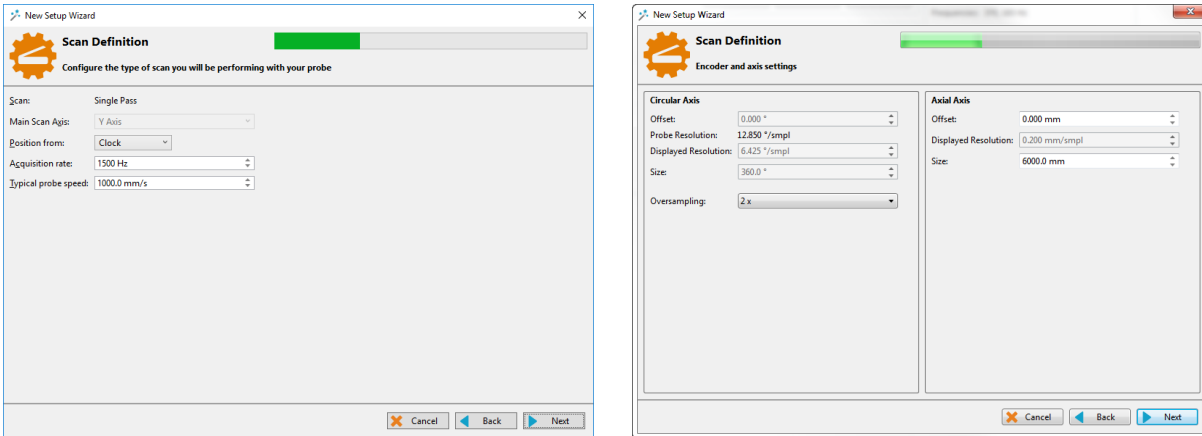 New Setup Wizard
Scan Definition
Configure the type of scan you will be performing with your probe
Scan: Single Pass
Main Scan Axis: Y Axis
Position from: Clock
Acquisition rate: 1500 Hz
Typical probe speed: 1000.0 mm/s
Cancel Back Next
New Setup Wizard
Scan Definition
Encoder and axis settings
Circular Axis
Offset: 0.000 °
Probe Resolution: 12.850 °/smpl
Displayed Resolution: 6.425 °/smpl
Size: 360.0 °
Oversampling: 2 x
Axial Axis
Offset: 0.000 mm
Displayed Resolution: 0.200 mm/smpl
Size: 6000.0 mm
Cancel Back Next